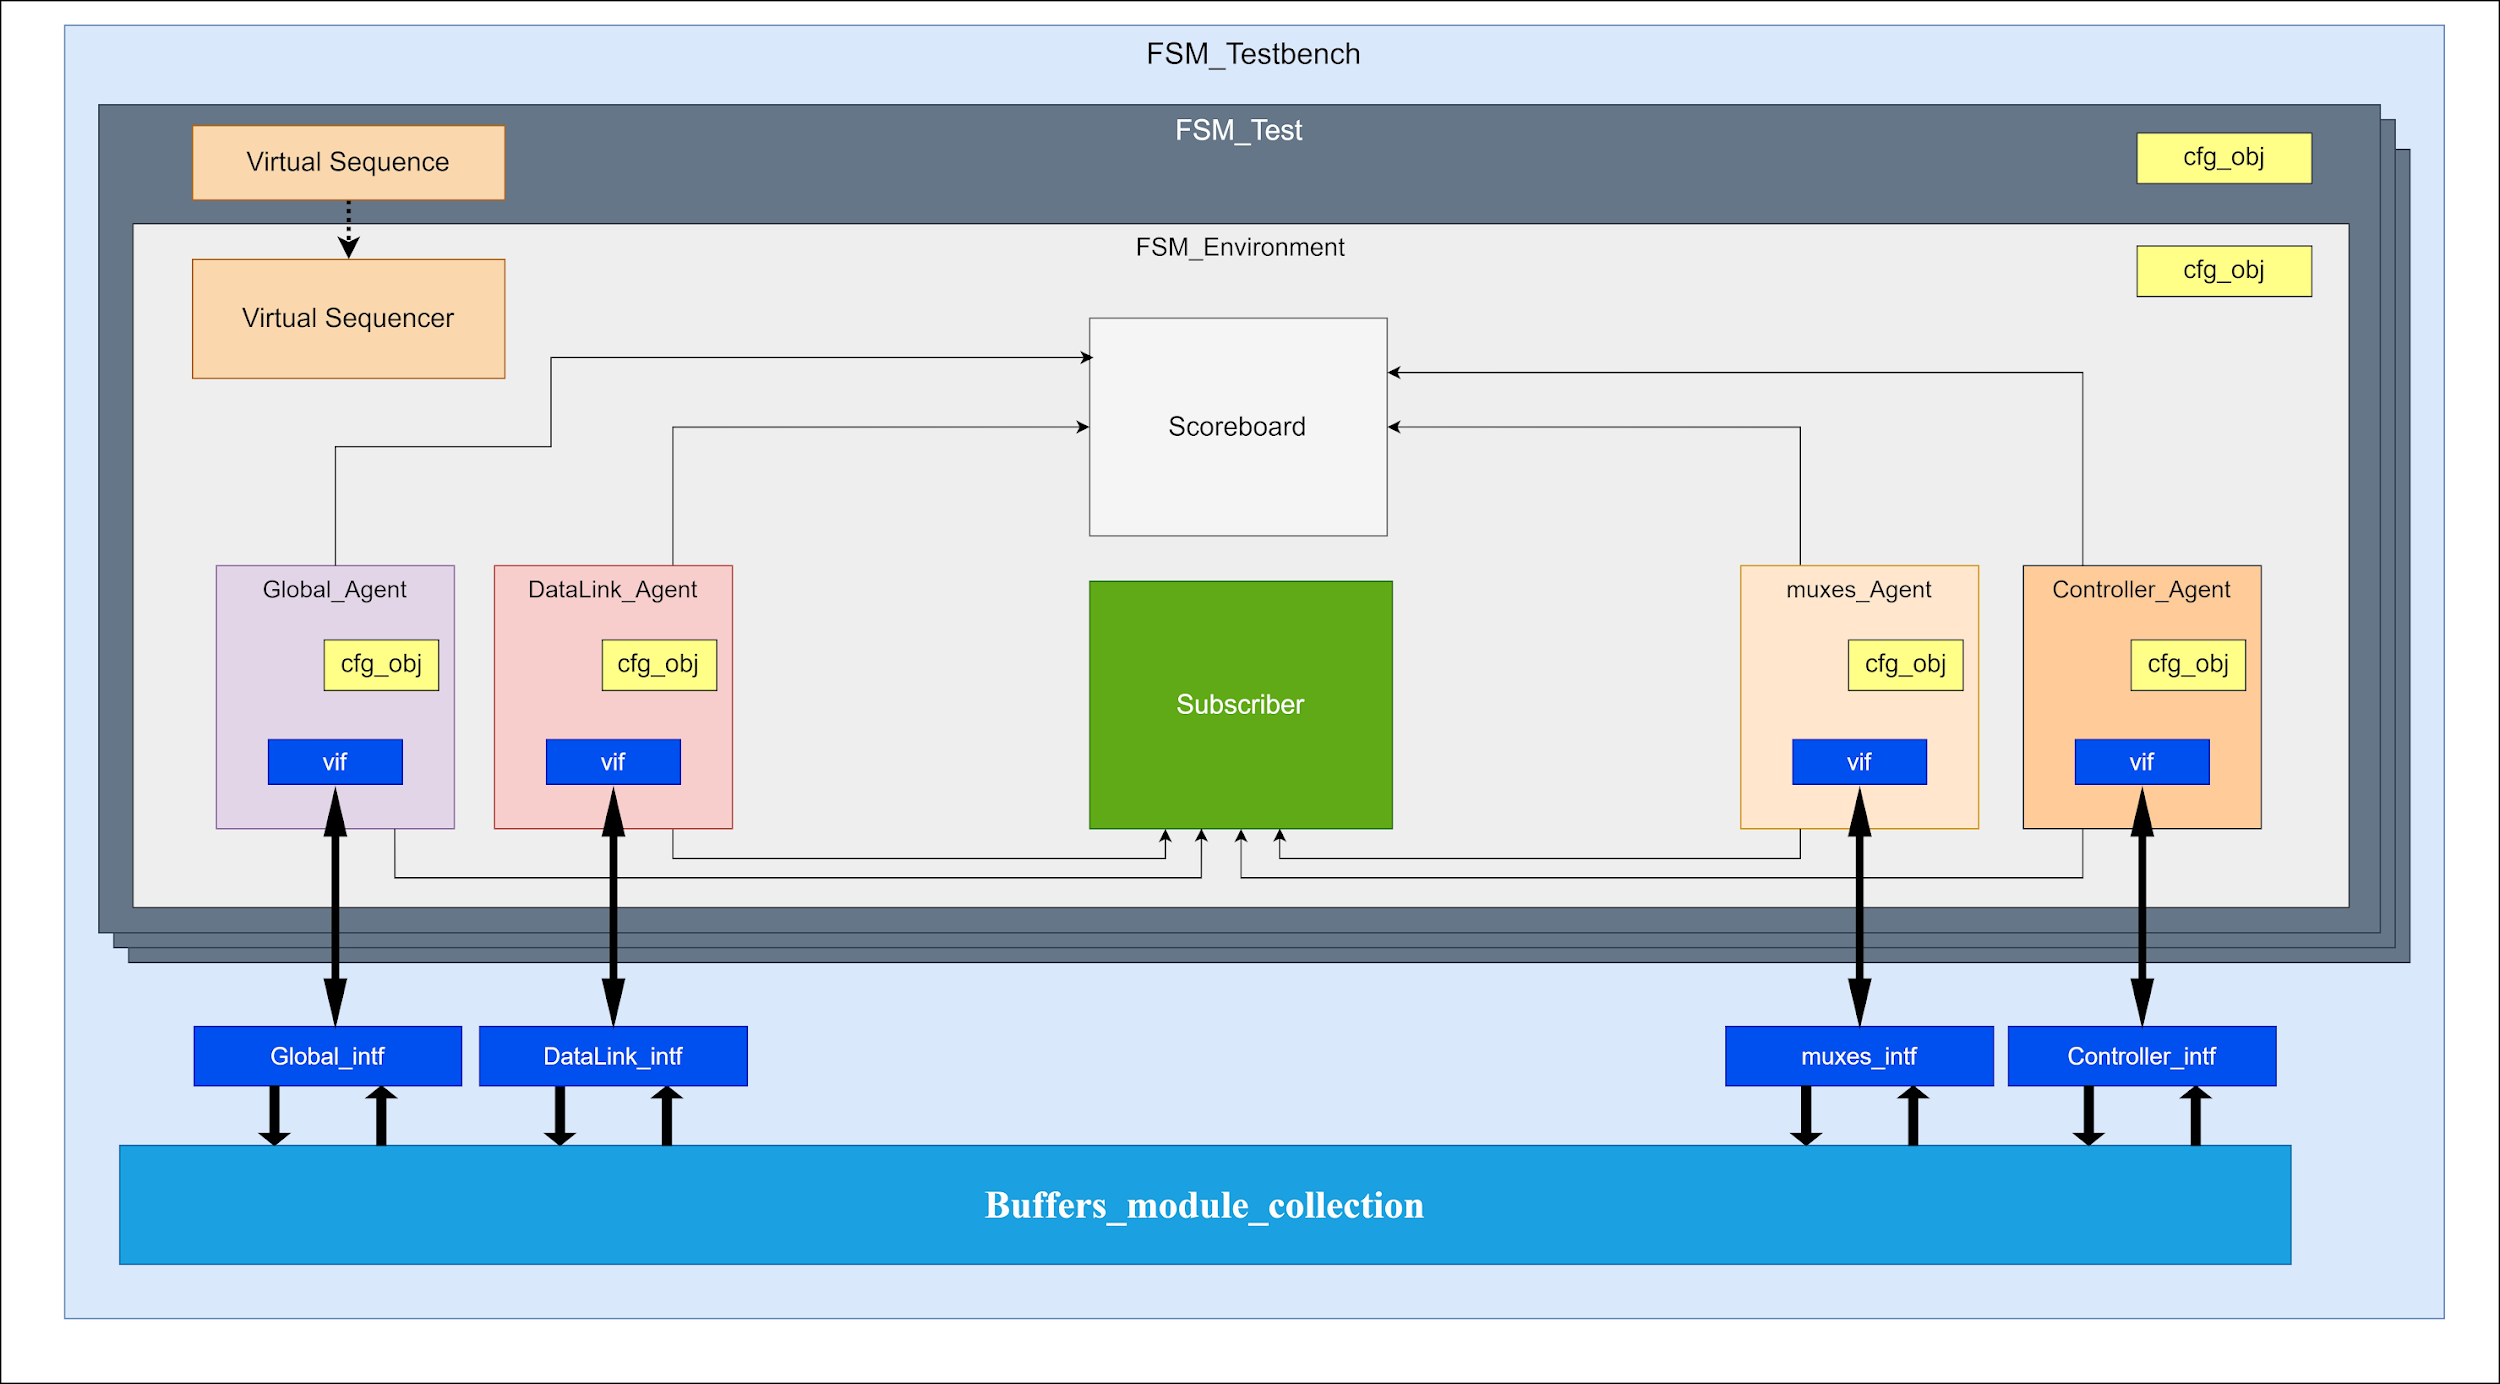 FSM_Testbench
FSM_Test
Virtual Sequence
cfg_obj
FSM_Environment
cfg_obj
Virtual Sequencer
Scoreboard
Global_Agent
DataLink_Agent
muxes_Agent
Controller_Agent
cfg_obj
cfg_obj
cfg_obj
cfg_obj
Subscriber
vif
vif
vif
vif
Global_intf
DataLink_intf
muxes_intf
Controller_intf
Buffers_module_collection